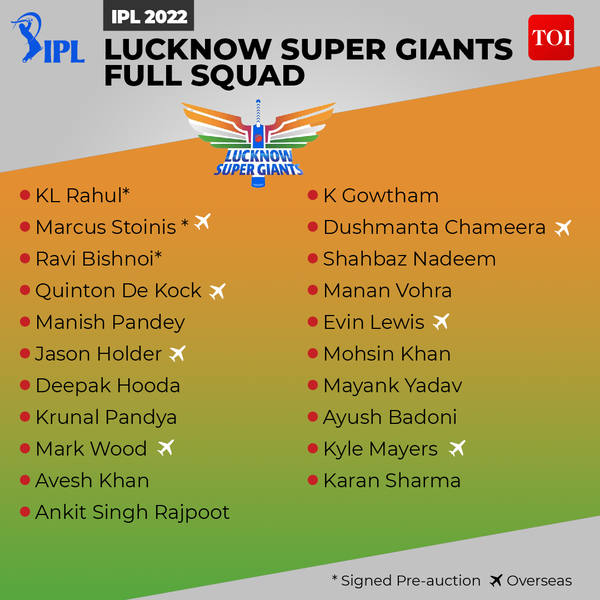 IPL 2022
IPL
LUCKNOW SUPER GIANTS
FULL SQUAD
TOI
LUCKNOW
SUPER GIANTS
KL Rahul*
Marcus Stoinis *
Ravi Bishnoi*
Quinton De Kock
Manish Pandey
Jason Holder
Deepak Hooda
Krunal Pandya
Mark Wood
Avesh Khan
Ankit Singh Rajpoot
K Gowtham
Dushmanta Chameera
Shahbaz Nadeem
Manan Vohra
Evin Lewis
Mohsin Khan
Mayank Yadav
Ayush Badoni
Kyle Mayers
Karan Sharma
* Signed Pre-auction Overseas